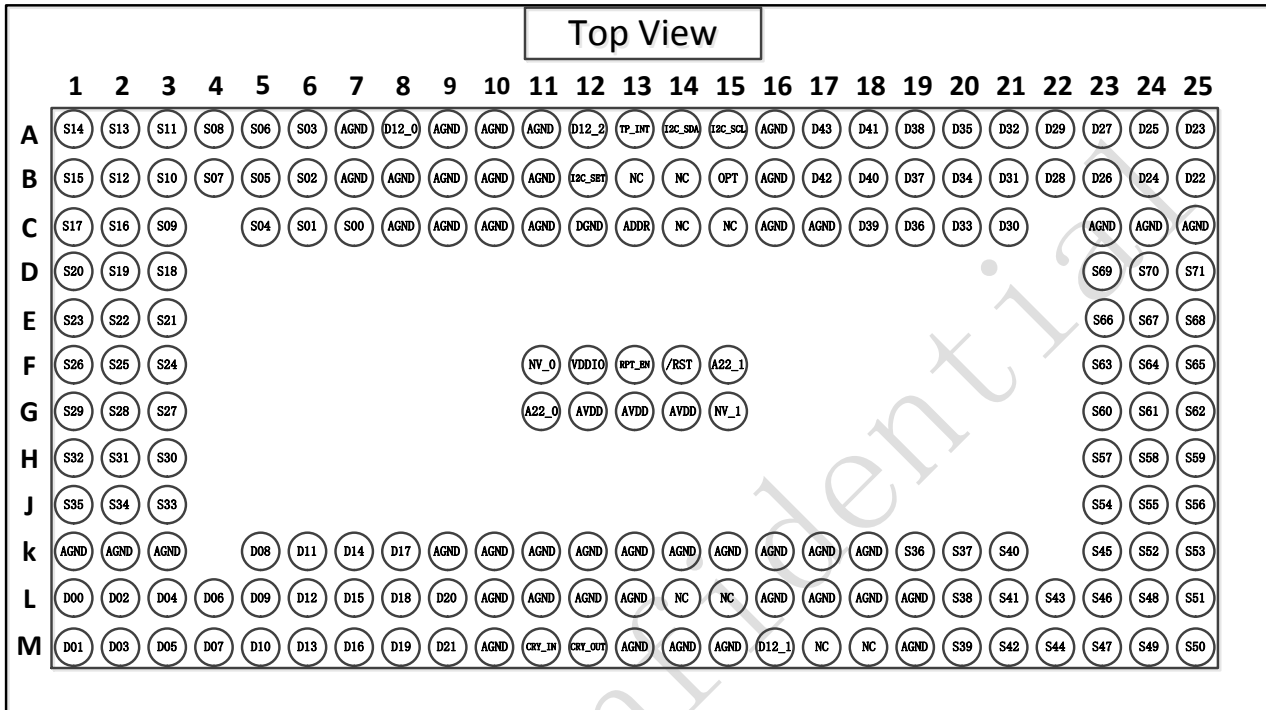 Top View
1 2 3 4 5 6 7 8 9 10 11 12 13 14 15 16 17 18 19 20 21 22 23 24 25
A S14 S13 S11 S08 S06 S03 AGND D12_0 AGND AGND AGND D12_2 TP_INT I2C_SDA I2C_SCL AGND D43 D41 D38 D35 D32 D29 D27 D25 D23
B S15 S12 S10 S07 S05 S02 AGND AGND AGND AGND AGND I2C_SET NC NC OPT AGND D42 D40 D37 D34 D31 D28 D26 D24 D22
C S17 S16 S09 S04 S01 S00 AGND AGND AGND AGND DGND ADDR NC NC AGND AGND D39 D36 D33 D30 AGND AGND AGND
D S20 S19 S18 S69 S70 S71
E S23 S22 S21 S66 S67 S68
F S26 S25 S24 NV_0 VDDIO RPT_EN /RST A22_1 S63 S64 S65
G S29 S28 S27 A22_0 AVDD AVDD AVDD NV_1 S60 S61 S62
H S32 S31 S30 S57 S58 S59
J S35 S34 S33 S54 S55 S56
k AGND AGND AGND D08 D11 D14 D17 AGND AGND AGND AGND AGND AGND AGND AGND AGND AGND S36 S37 S40 S45 S52 S53
L D00 D02 D04 D06 D09 D12 D15 D18 D20 AGND AGND AGND AGND NC NC AGND AGND AGND AGND S38 S41 S43 S46 S48 S51
M D01 D03 D05 D07 D10 D13 D16 D19 D21 AGND CRY_IN CRY_OUT AGND AGND AGND D12_1 NC NC AGND S39 S42 S44 S47 S49 S50
nfidential